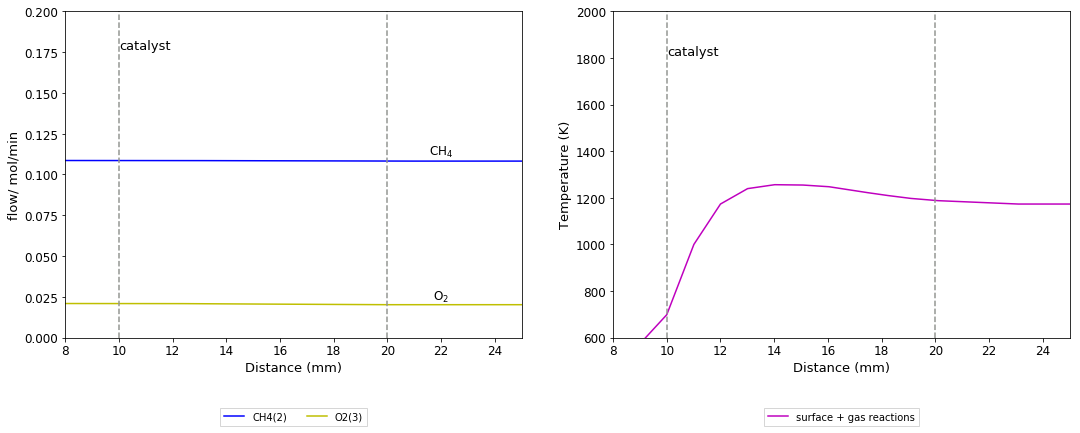 0.200
0.175
0.150
0.125
0.100
0.075
0.050
0.025
0.000
flow/ mol/min
catalyst
CH₄
O₂
8 10 12 14 16 18 20 22 24
Distance (mm)
CH4(2) O2(3)
2000
1800
1600
1400
1200
1000
800
600
Temperature (K)
catalyst
8 10 12 14 16 18 20 22 24
Distance (mm)
surface + gas reactions